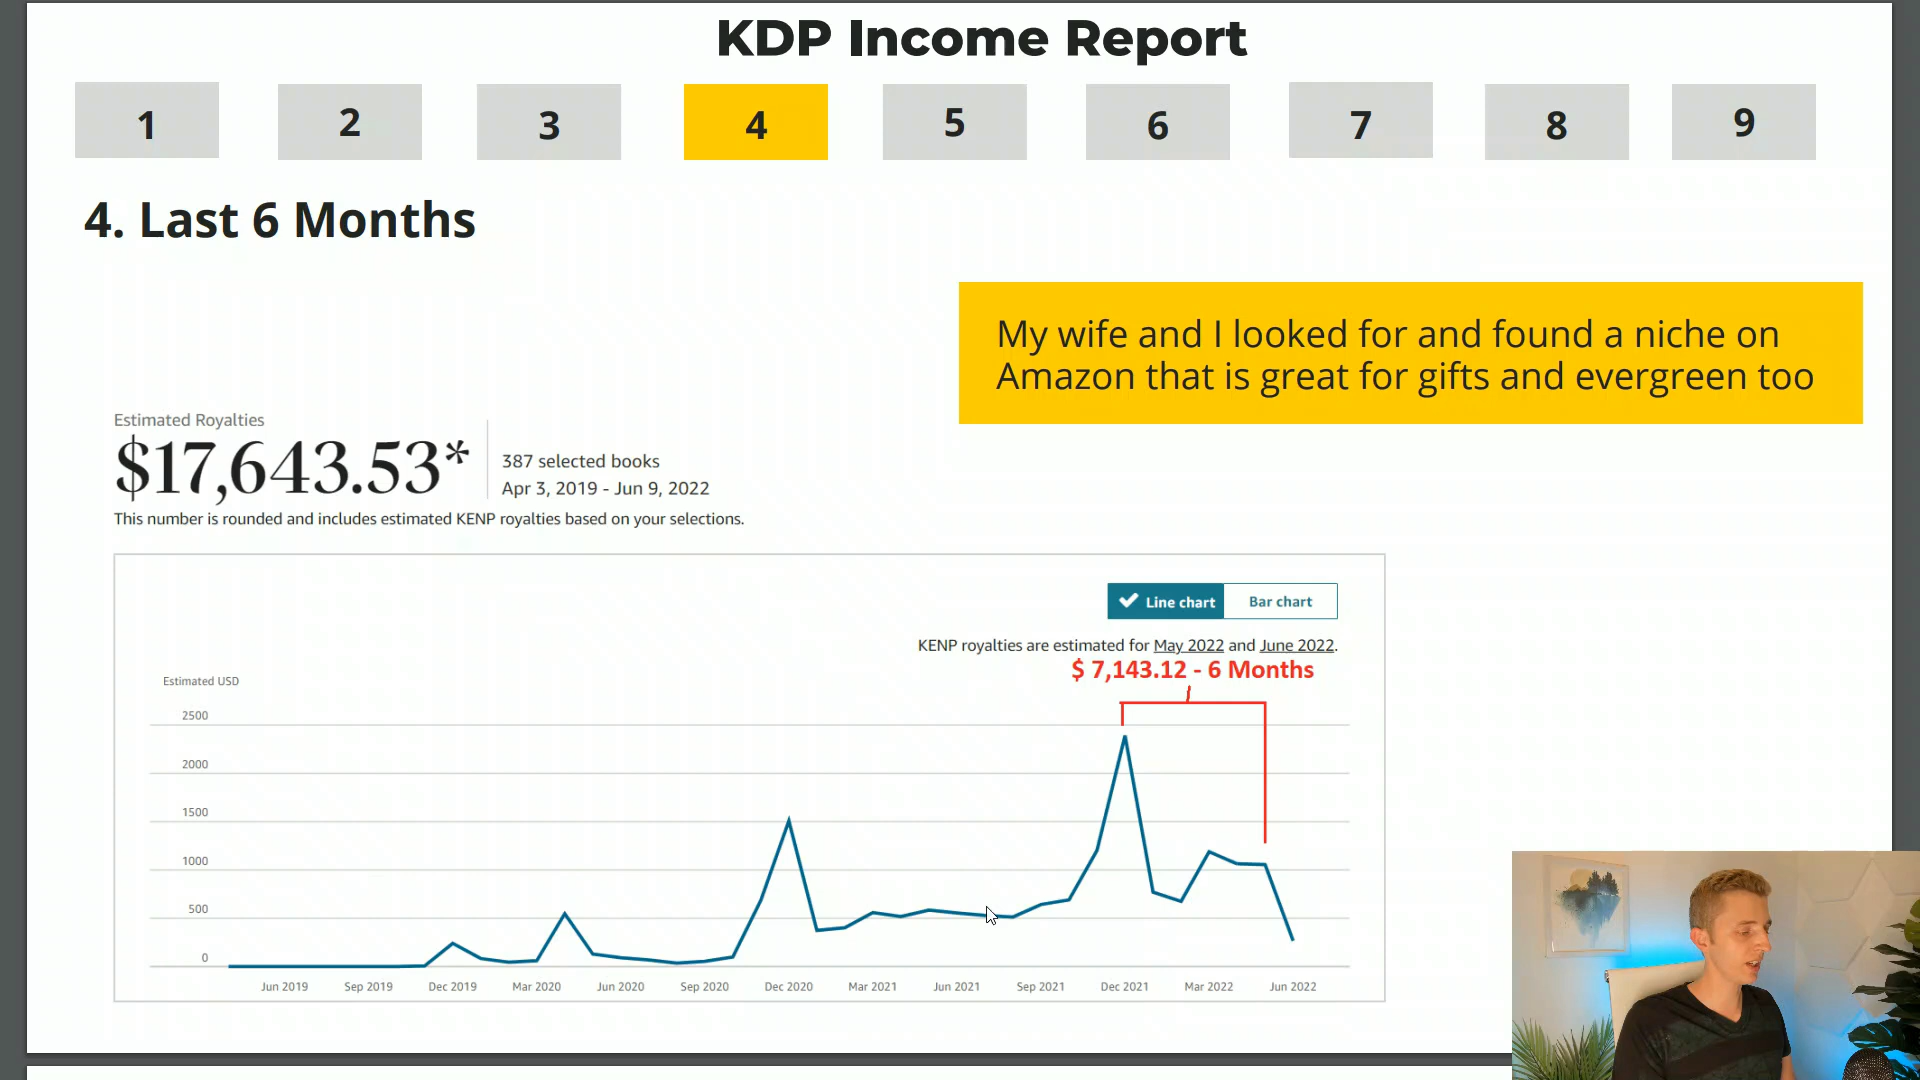 KDP Income Report
1 2 3 4 5 6 7 8 9
4. Last 6 Months
My wife and I looked for and found a niche on
Amazon that is great for gifts and evergreen too
Estimated Royalties
$17,643.53*
387 selected books
Apr 3, 2019 - Jun 9, 2022
This number is rounded and includes estimated KENP royalties based on your selections.
Line chart Bar chart
KENP royalties are estimated for May 2022 and June 2022.
$ 7,143.12 - 6 Months
Estimated USD
2500
2000
1500
1000
500
0
Jun 2019 Sep 2019 Dec 2019 Mar 2020 Jun 2020 Sep 2020 Dec 2020 Mar 2021 Jun 2021 Sep 2021 Dec 2021 Mar 2022 Jun 2022